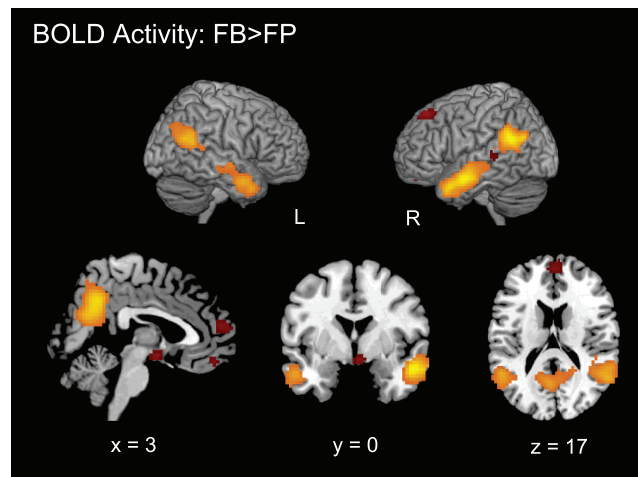 BOLD Activity: FB>FP
L
R
x = 3
y = 0
z = 17